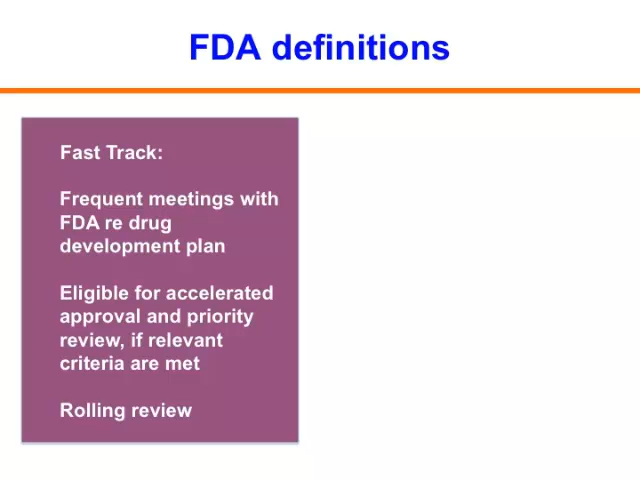 FDA definitions
Fast Track:
Frequent meetings with
FDA re drug
development plan
Eligible for accelerated
approval and priority
review, if relevant
criteria are met
Rolling review